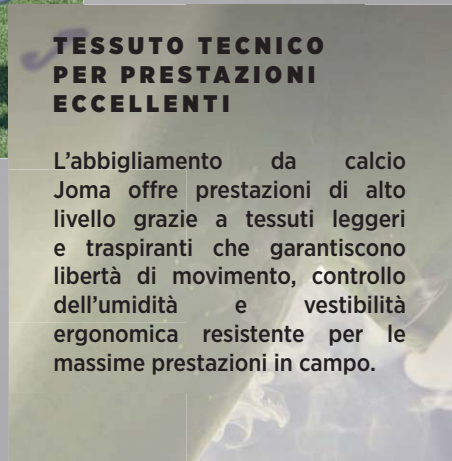 TESSUTO TECNICO
PER PRESTAZIONI
ECCELLENTI
L'abbigliamento da calcio
Joma offre prestazioni di alto
livello grazie a tessuti leggeri
e traspiranti che garantiscono
libertà di movimento, controllo
dell'umidità e vestibilità
ergonomica resistente per le
massime prestazioni in campo.